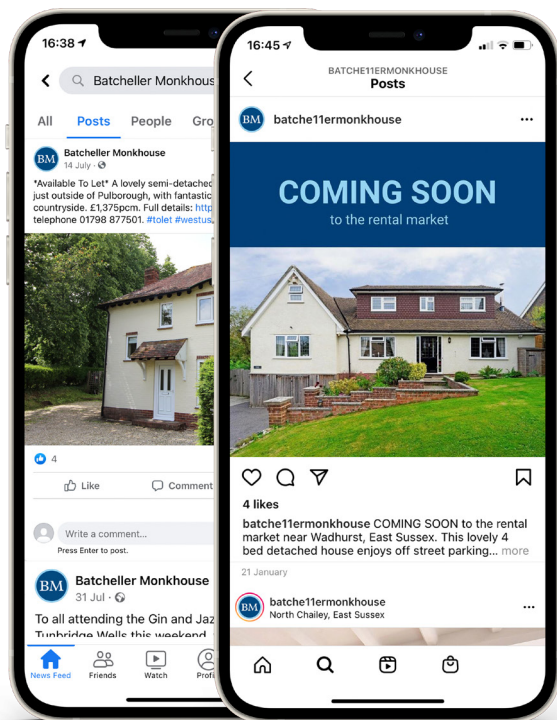 16:38
Batcheller Monkhous
All Posts People Gro
BM
Batcheller Monkhouse
14 July ·
*Available To Let* A lovely semi-detached
just outside of Pulborough, with fantastic
countryside. £1,375pcm. Full details: http
telephone 01798 877501. #tolet #westus
4
Like Comment
Write a comment...
Press Enter to post.
BM
Batcheller Monkhouse
31 Jul ·
To all attending the Gin and Jaz
Tunbridge Wells this weekend,
News Feed Friends Watch Profi
16:45
BATCHE11ERMONKHOUSE
Posts
BM batche11ermonkhouse
COMING SOON
to the rental market
4 likes
batche11ermonkhouse COMING SOON to the rental
market near Wadhurst, East Sussex. This lovely 4
bed detached house enjoys off street parking... more
21 January
BM
batche11ermonkhouse
North Chailey, East Sussex